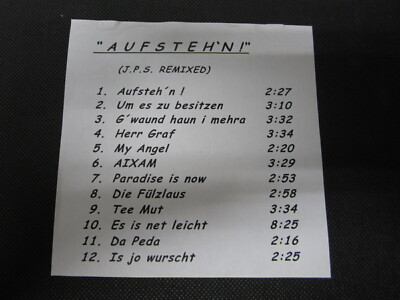 "AUFSTEH`N!"
(J.P.S. REMIXED)
1. Aufsteh´n ! 2:27
2. Um es zu besitzen 3:10
3. G´waund haun i mehra 3:32
4. Herr Graf 3:34
5. My Angel 2:20
6. AIXAM 3:29
7. Paradise is now 2:53
8. Die Fülzlaus 2:58
9. Tee Mut 3:34
10. Es is net leicht 8:25
11. Da Peda 2:16
12. Is jo wurscht 2:25